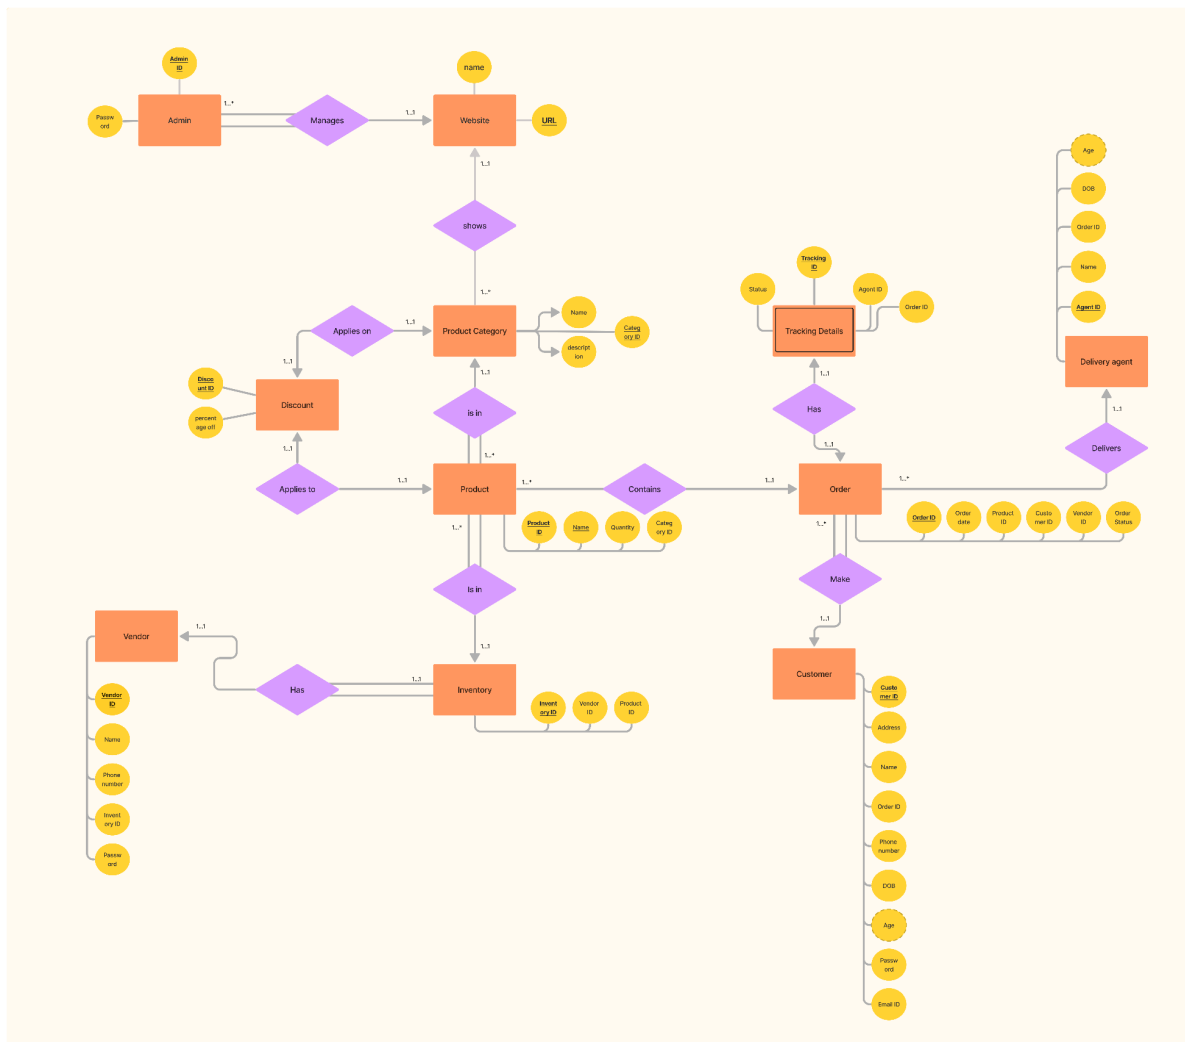 Admin
ID
name
Passw
ord
Admin
1...*
Manages
1...1
Website
URL
1...1
Age
DOB
shows
Order ID
Tracking
ID
Name
Status
Agent ID
Order ID
Agent ID
1...*
Applies on
1...1
Product Category
Name
Categ
ory ID
descript
ion
Tracking Details
Delivery agent
1...1
1...1
1...1
Disco
unt ID
percent
age off
Discount
is in
Has
1...1
1...1
1...*
1...1
Delivers
Applies to
1...1
Product
1...*
Contains
1...1
Order
1...*
1...*
Product
ID
Name
Quantity
Categ
ory ID
1...*
Order ID
Order
date
Product
ID
Custo
mer ID
Vendor
ID
Order
Status
Is in
Make
1...1
Vendor
1...1
1...1
Has
1...1
Inventory
Customer
Vendor
ID
Name
Phone
number
Invent
ory ID
Passw
ord
Invent
ory ID
Vendor
ID
Product
ID
Custo
mer ID
Address
Name
Order ID
Phone
number
DOB
Age
Passw
ord
Email ID